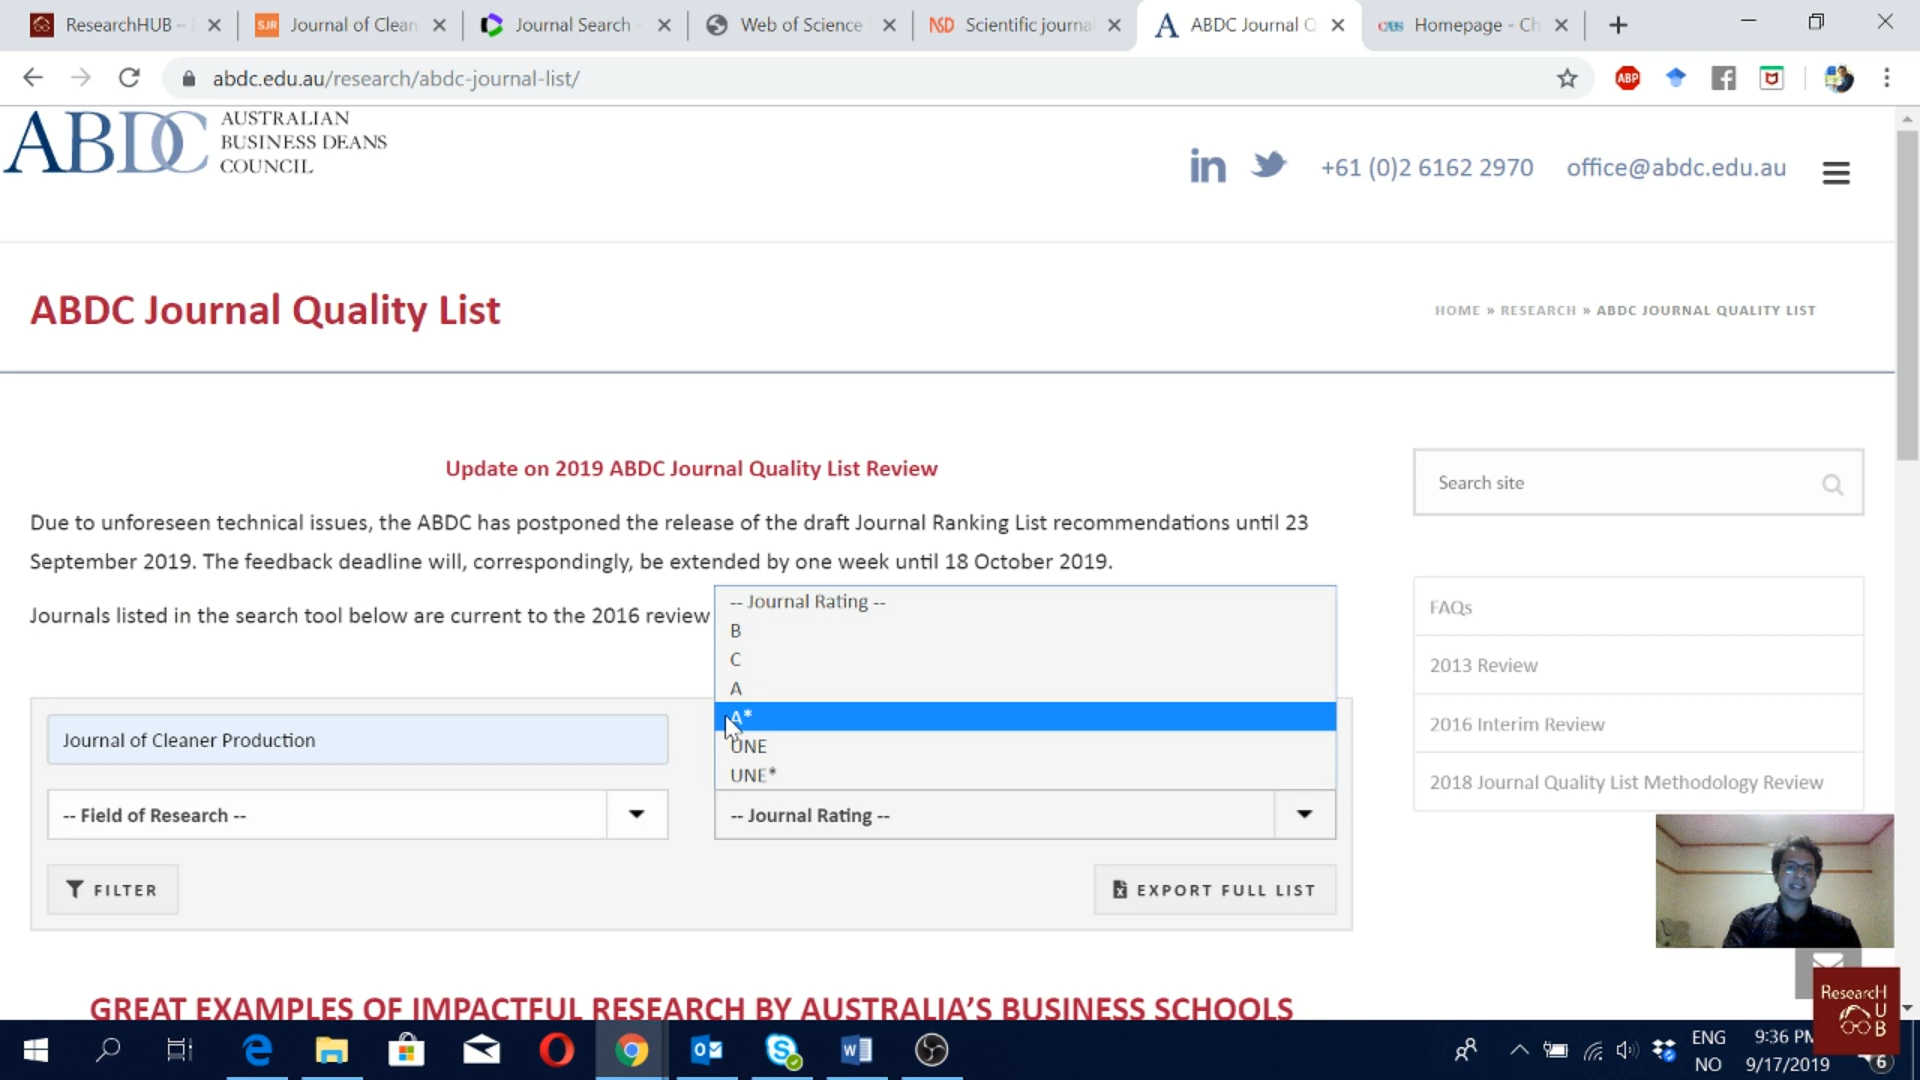 ResearchHUB –
Journal of Clean
Journal Search
Web of Science
NSD Scientific journa
ABDC Journal Q
Homepage - Ch
abdc.edu.au/research/abdc-journal-list/
ABP
ABDC
AUSTRALIAN
BUSINESS DEANS
COUNCIL
+61 (0)2 6162 2970
office@abdc.edu.au
ABDC Journal Quality List
HOME » RESEARCH » ABDC JOURNAL QUALITY LIST
Update on 2019 ABDC Journal Quality List Review
Due to unforeseen technical issues, the ABDC has postponed the release of the draft Journal Ranking List recommendations until 23
September 2019. The feedback deadline will, correspondingly, be extended by one week until 18 October 2019.
Journals listed in the search tool below are current to the 2016 review
-- Journal Rating --
B
C
A
A*
UNE
UNE*
Journal of Cleaner Production
-- Field of Research --
-- Journal Rating --
FILTER
EXPORT FULL LIST
Search site
FAQs
2013 Review
2016 Interim Review
2018 Journal Quality List Methodology Review
GREAT EXAMPLES OF IMPACTFUL RESEARCH BY AUSTRALIA'S BUSINESS SCHOOLS
ResearcH
U
B
ENG
NO
9:36 PM
9/17/2019
6